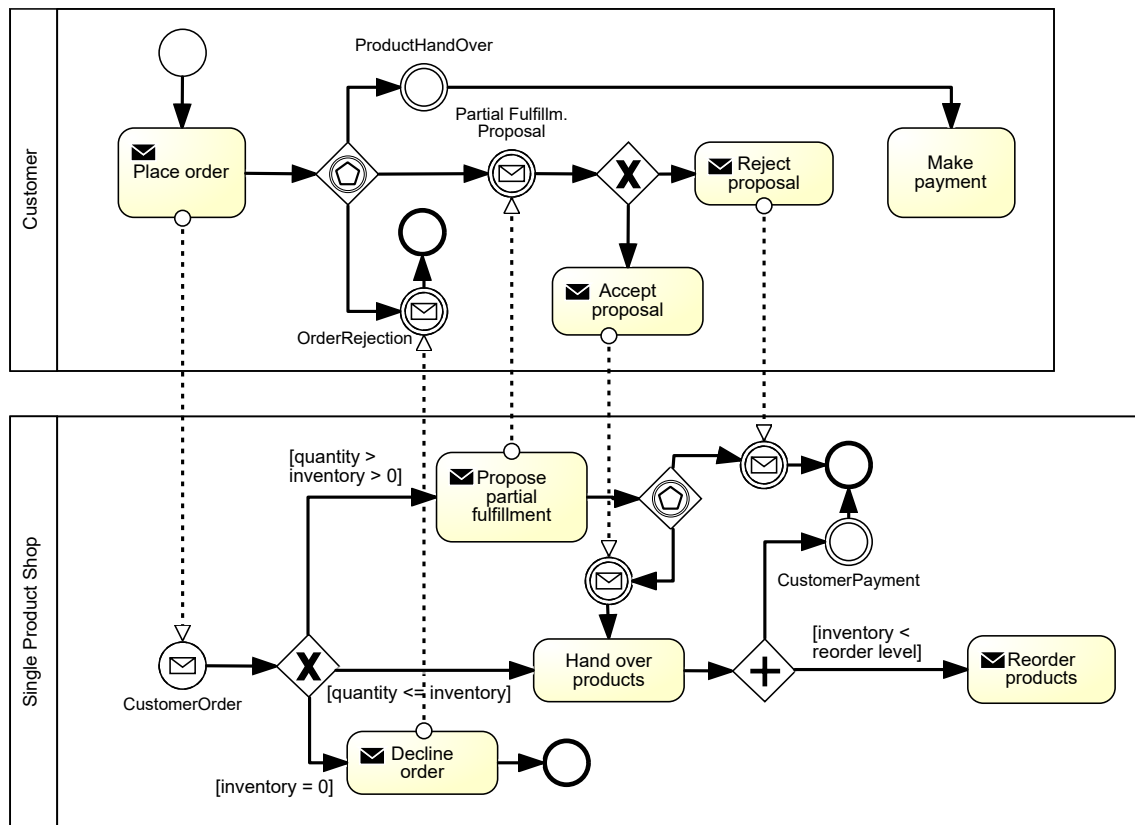 Customer
ProductHandOver
Partial Fulfillm.
Proposal
Place order
Reject
proposal
Make
payment
Accept
proposal
OrderRejection
Single Product Shop
[quantity >
inventory > 0]
Propose
partial
fulfillment
CustomerPayment
[inventory <
reorder level]
Hand over
products
Reorder
products
CustomerOrder
[quantity <= inventory]
Decline
order
[inventory = 0]